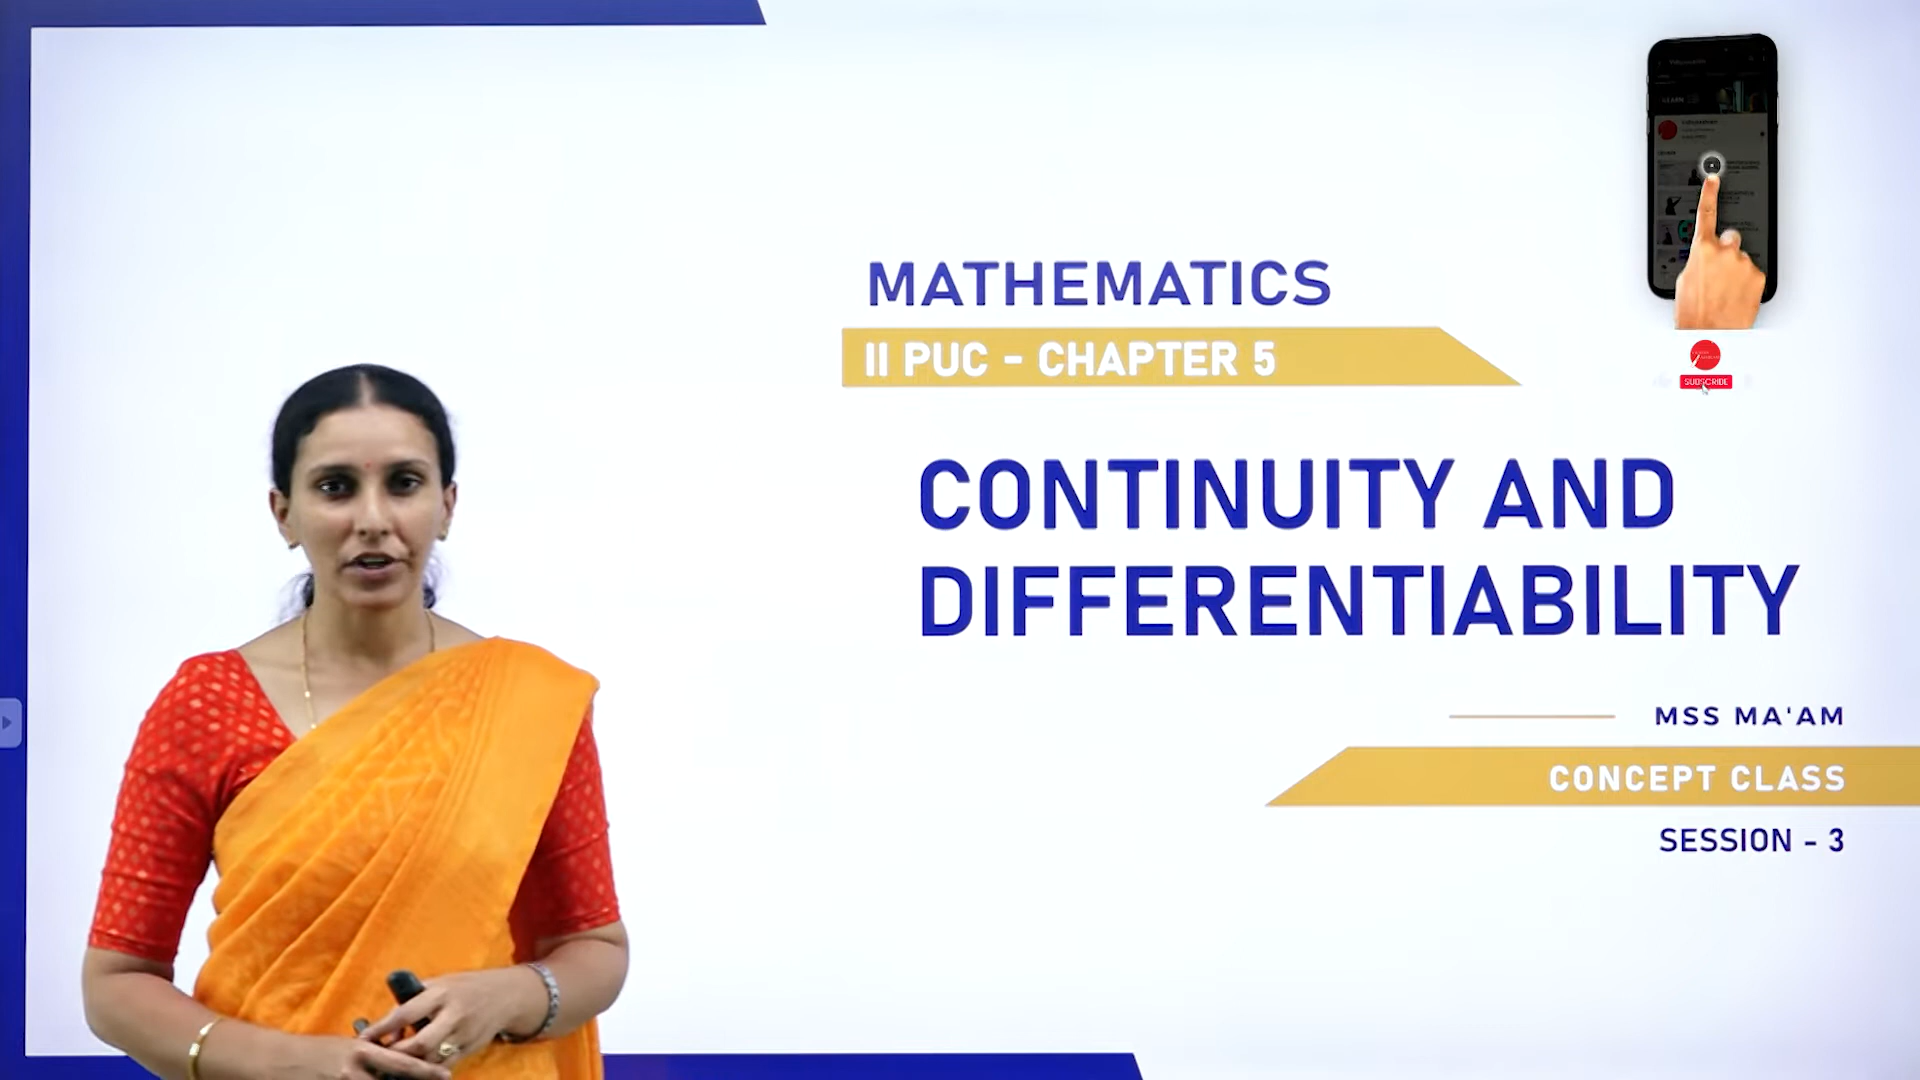 MATHEMATICS
II PUC - CHAPTER 5
CONTINUITY AND
DIFFERENTIABILITY
MSS MA'AM
CONCEPT CLASS
SESSION - 3
SUBSCRIBE